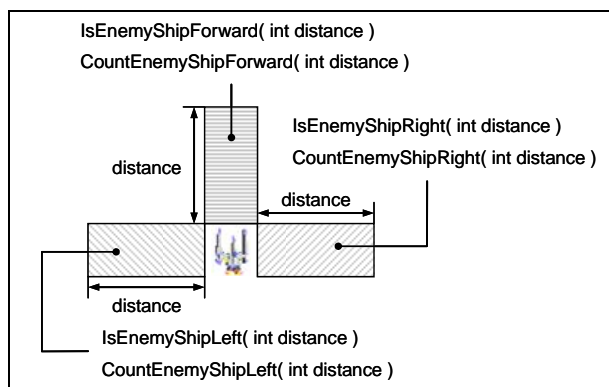 IsEnemyShipForward( int distance )
CountEnemyShipForward( int distance )
IsEnemyShipRight( int distance )
CountEnemyShipRight( int distance )
distance
distance
distance
IsEnemyShipLeft( int distance )
CountEnemyShipLeft( int distance )